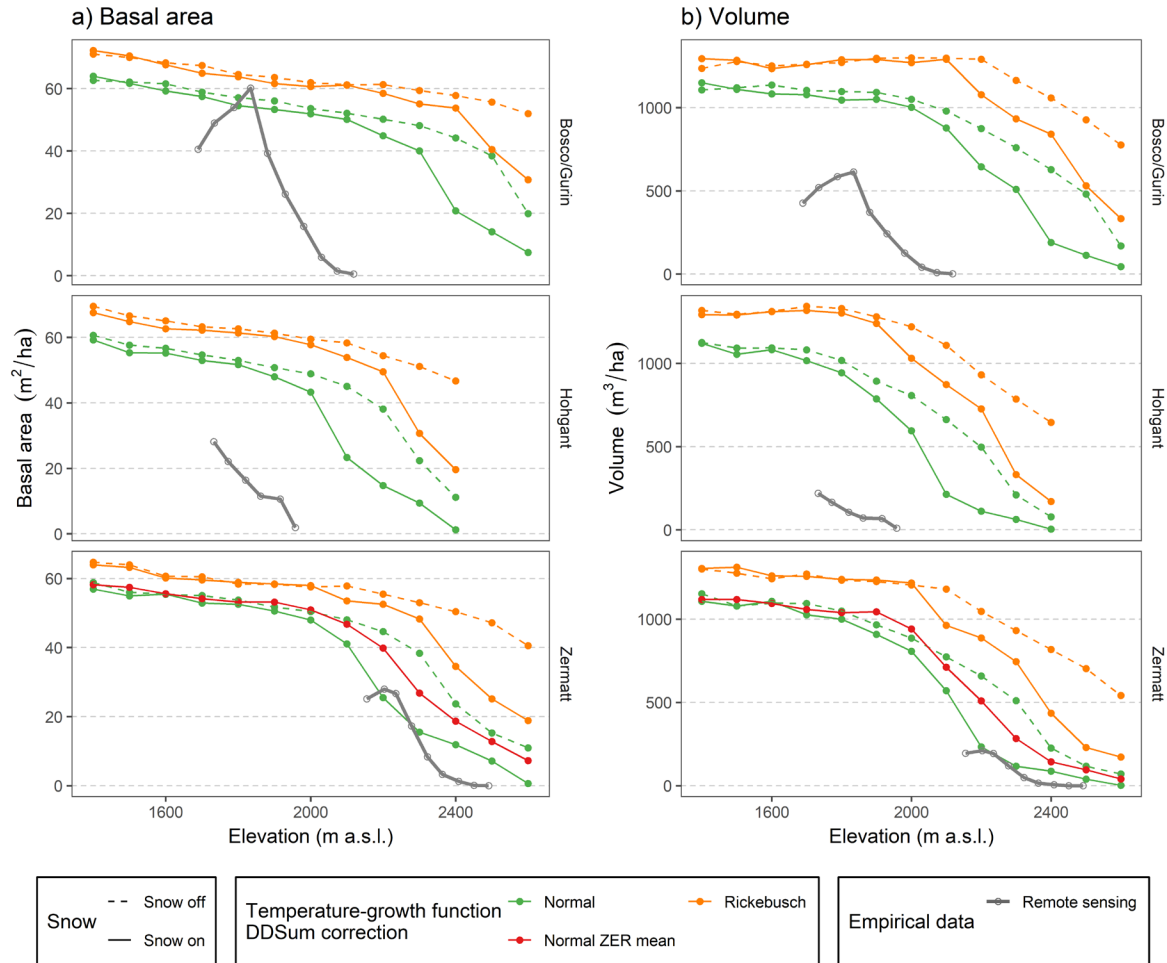 a) Basal area
b) Volume
60
40
20
0
Bosco/Gurin
1000
500
0
Bosco/Gurin
Basal area (m²/ha)
60
40
20
0
Hohgant
Volume (m³/ha)
1000
500
0
Hohgant
60
40
20
0
Zermatt
1000
500
0
Zermatt
1600
2000
2400
Elevation (m a.s.l.)
1600
2000
2400
Elevation (m a.s.l.)
Snow
Snow off
Snow on
Temperature-growth function
DDSum correction
Normal
Normal ZER mean
Rickebusch
Empirical data
Remote sensing